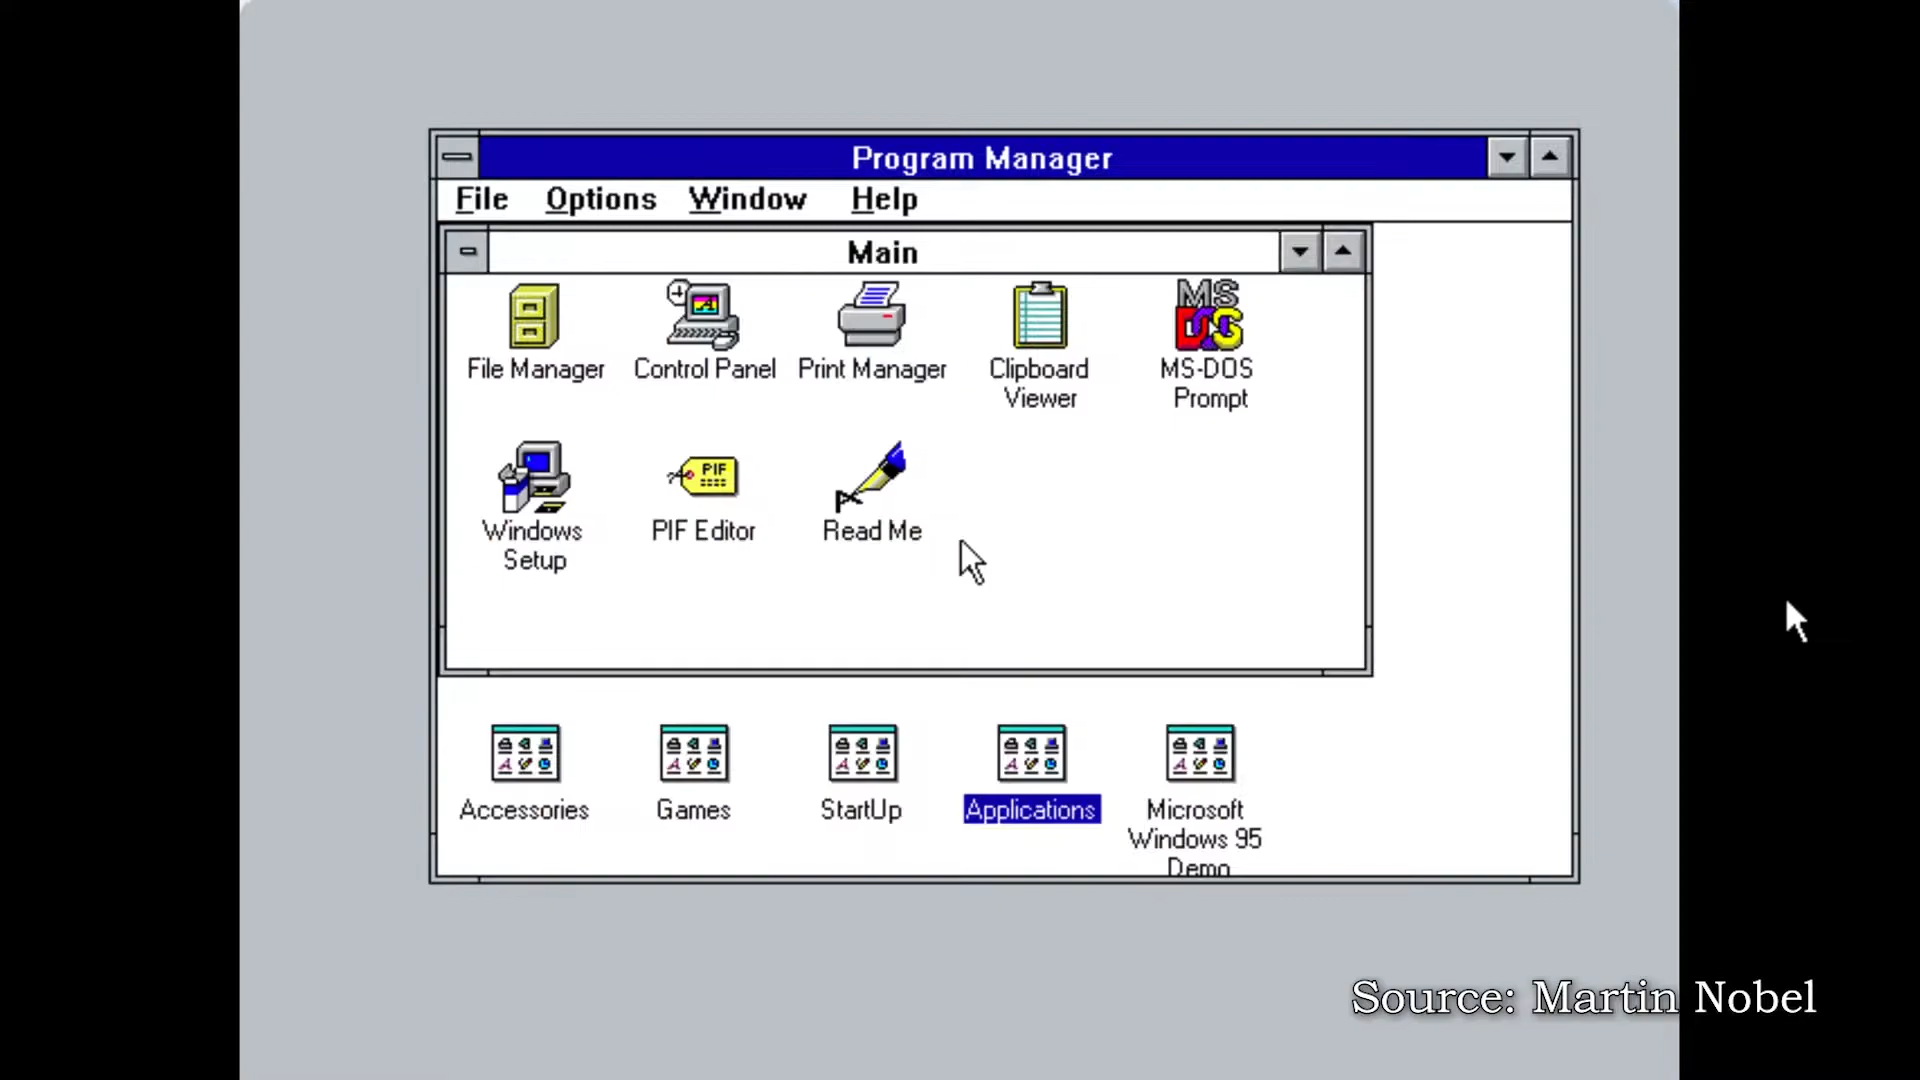 Program Manager
File Options Window Help
Main
File Manager Control Panel Print Manager Clipboard Viewer MS-DOS Prompt
MS DOS
Windows Setup PIF Editor Read Me
PIF
Accessories Games StartUp Applications Microsoft Windows 95 Demo
Source: Martin Nobel